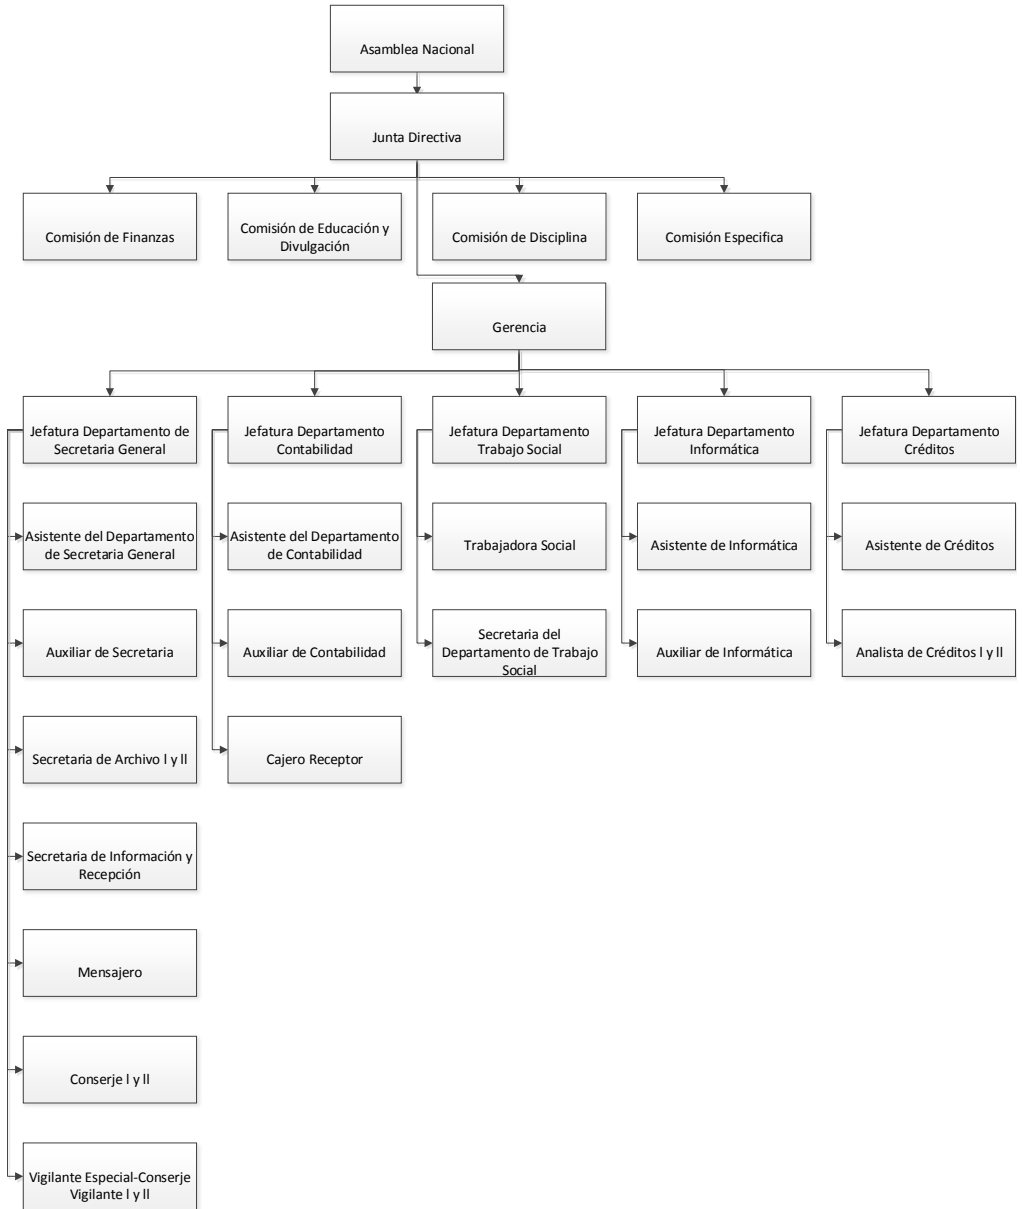 Asamblea Nacional
Junta Directiva
Comisión de Finanzas
Comisión de Educación y
Divulgación
Comisión de Disciplina
Comisión Especifica
Gerencia
Jefatura Departamento de
Secretaria General
Jefatura Departamento
Contabilidad
Jefatura Departamento
Trabajo Social
Jefatura Departamento
Informática
Jefatura Departamento
Créditos
Asistente del Departamento
de Secretaria General
Asistente del Departamento
de Contabilidad
Trabajadora Social
Asistente de Informática
Asistente de Créditos
Auxiliar de Secretaria
Auxiliar de Contabilidad
Secretaria del
Departamento de Trabajo
Social
Auxiliar de Informática
Analista de Créditos l y ll
Secretaria de Archivo l y ll
Cajero Receptor
Secretaria de Información y
Recepción
Mensajero
Conserje l y ll
Vigilante Especial-Conserje
Vigilante l y ll